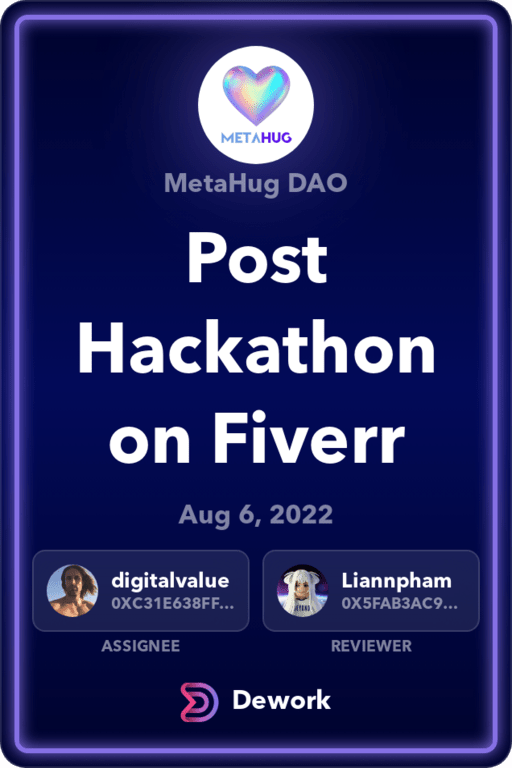 METAHUG
MetaHug DAO
Post
Hackathon
on Fiverr
Aug 6, 2022
digitalvalue
0XC31E638FF...
Liannpham
0X5FAB3AC9...
ASSIGNEE
REVIEWER
Dework